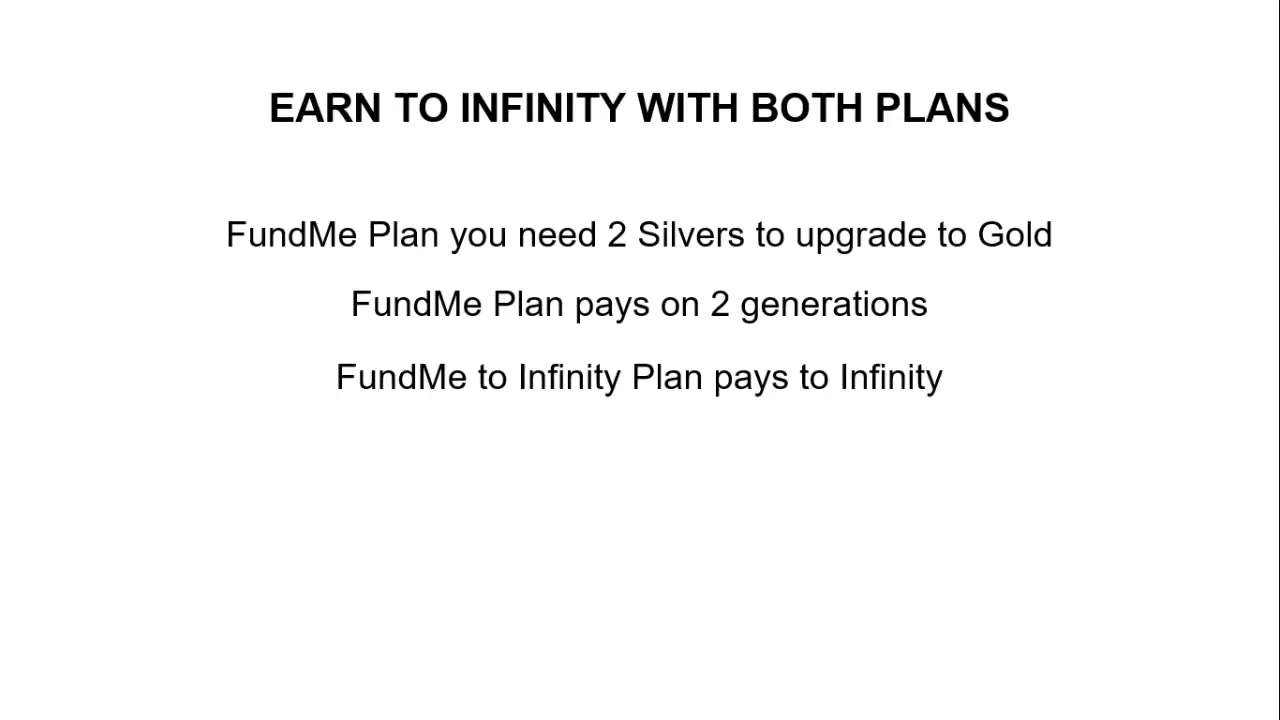 EARN TO INFINITY WITH BOTH PLANS
FundMe Plan you need 2 Silvers to upgrade to Gold
FundMe Plan pays on 2 generations
FundMe to Infinity Plan pays to Infinity